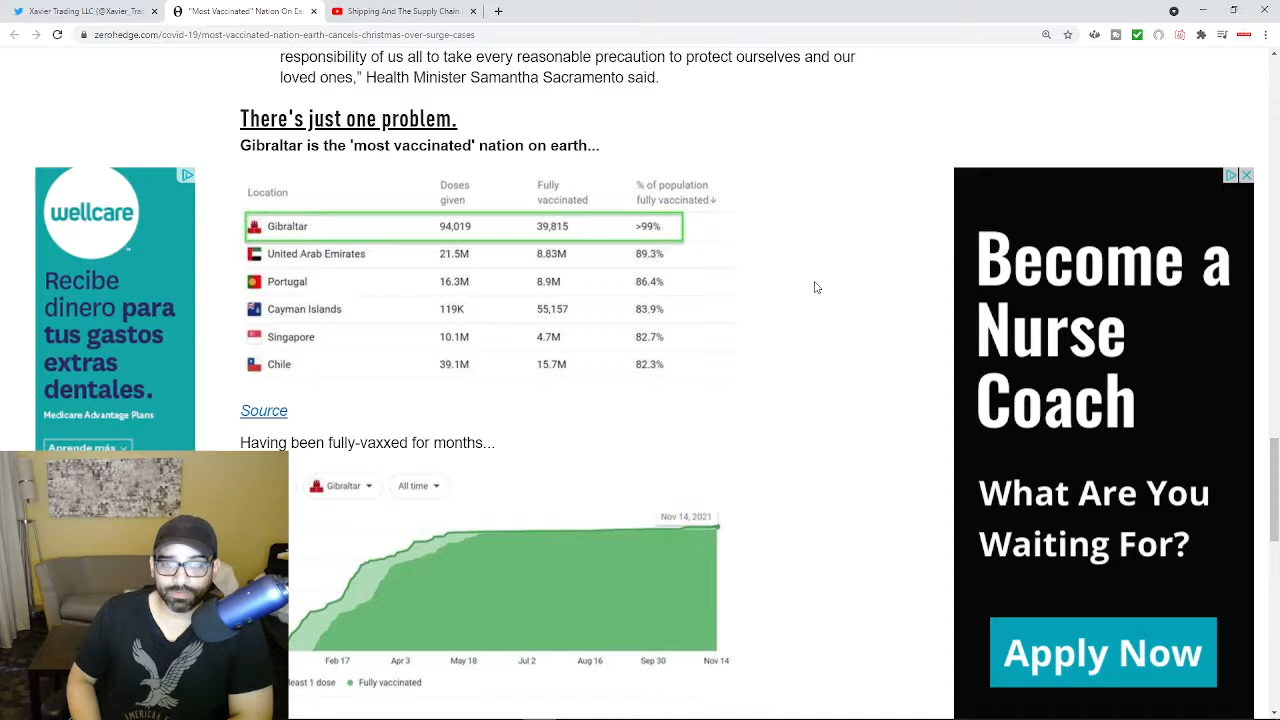 Xavier Trading LLC (@Xavier_Trad
"Most Vaccinated" Nation On Ea
Shipping And The Supply Chain
zerohedge.com/covid-19/most-vaccinated-nation-earth-cancels-christmas-over-surge-cases
responsibility of us all to take every reasonable precaution to protect ourselves and our
loved ones," Health Minister Samantha Sacramento said.
There's just one problem.
Gibraltar is the 'most vaccinated' nation on earth...
Location
Doses given
Fully vaccinated
% of population fully vaccinated↓
Gibraltar 94,019 39,815 >99%
United Arab Emirates 21.5M 8.83M 89.3%
Portugal 16.3M 8.9M 86.4%
Cayman Islands 119K 55,157 83.9%
Singapore 10.1M 4.7M 82.7%
Chile 39.1M 15.7M 82.3%
Source
Having been fully-vaxxed for months...
Gibraltar
All time
Nov 14, 2021
Feb 17 Apr 3 May 18 Jul 2 Aug 16 Sep 30 Nov 14
least 1 dose
Fully vaccinated
wellcare
Recibe
dinero para
tus gastos
extras
dentales.
Medicare Advantage Plans
Aprende más
Become a
Nurse
Coach
What Are You
Waiting For?
Apply Now